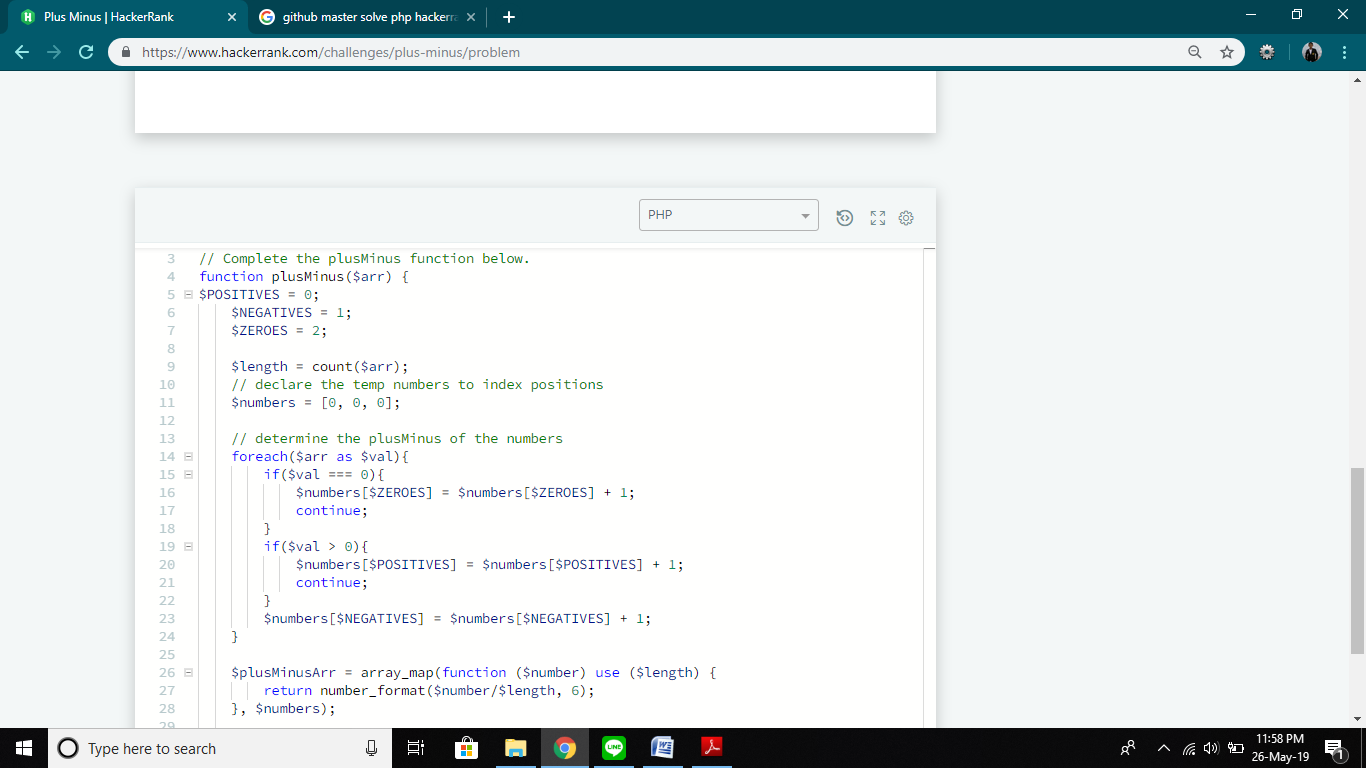 Plus Minus | HackerRank
github master solve php hackerra
https://www.hackerrank.com/challenges/plus-minus/problem
PHP
3 // Complete the plusMinus function below.
4 function plusMinus($arr) {
5 $POSITIVES = 0;
6 $NEGATIVES = 1;
7 $ZEROES = 2;
8
9 $length = count($arr);
10 // declare the temp numbers to index positions
11 $numbers = [0, 0, 0];
12
13 // determine the plusMinus of the numbers
14 foreach($arr as $val){
15 if($val === 0){
16 $numbers[$ZEROES] = $numbers[$ZEROES] + 1;
17 continue;
18 }
19 if($val > 0){
20 $numbers[$POSITIVES] = $numbers[$POSITIVES] + 1;
21 continue;
22 }
23 $numbers[$NEGATIVES] = $numbers[$NEGATIVES] + 1;
24 }
25
26 $plusMinusArr = array_map(function ($number) use ($length) {
27 return number_format($number/$length, 6);
28 }, $numbers);
29
Type here to search
LINE
11:58 PM
26-May-19
1